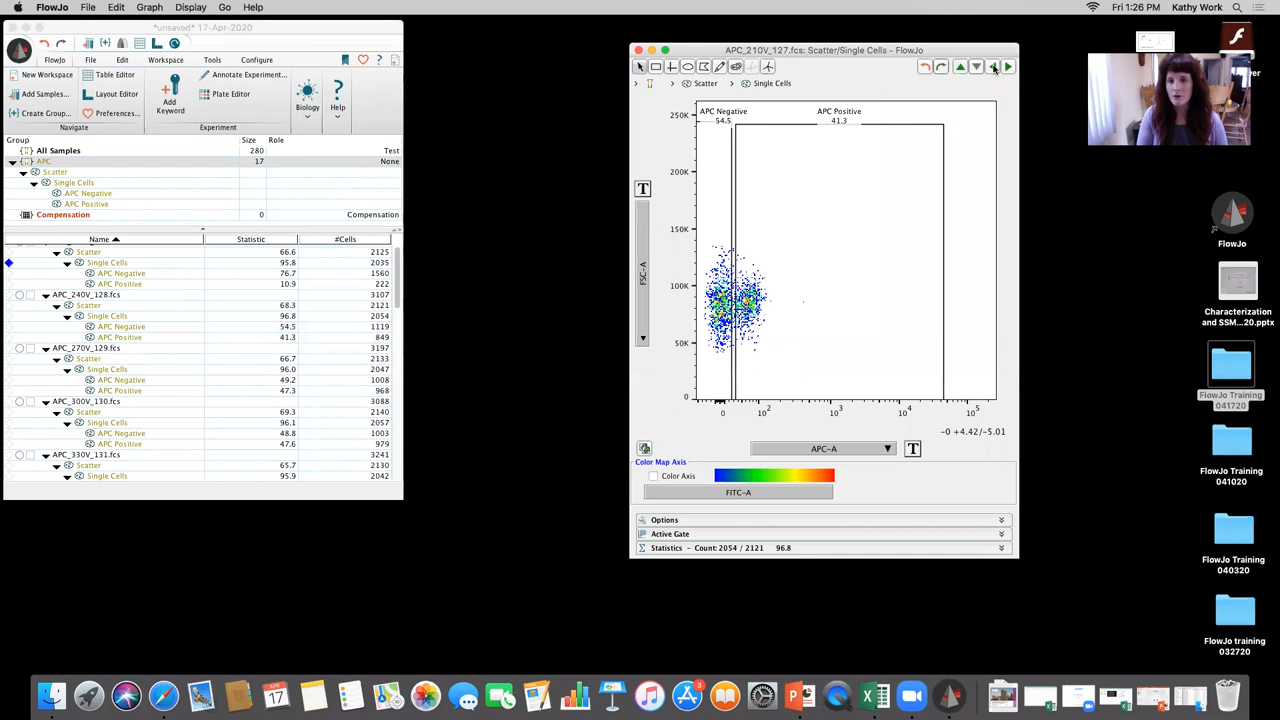 FlowJo File Edit Graph Display Go Help
Fri 1:26 PM Kathy Work
*unsaved* 17-Apr-2020
FlowJo File Edit Workspace Tools Configure
New Workspace
Add Samples...
Create Group...
Table Editor
Layout Editor
Preferences...
Navigate
Add Keyword
Annotate Experiment...
Plate Editor
Experiment
Biology
Help
Group Size Role
All Samples 280 Test
APC 17 None
Scatter
Single Cells
APC Negative
APC Positive
Compensation 0 Compensation
Name Statistic #Cells
Scatter 66.6 2125
Single Cells 95.8 2035
APC Negative 76.7 1560
APC Positive 10.9 222
APC_240V_128.fcs 3107
Scatter 68.3 2121
Single Cells 96.8 2054
APC Negative 54.5 1119
APC Positive 41.3 849
APC_270V_129.fcs 3197
Scatter 66.7 2133
Single Cells 96.0 2047
APC Negative 49.2 1008
APC Positive 47.3 968
APC_300V_130.fcs 3088
Scatter 69.3 2140
Single Cells 96.1 2057
APC Negative 48.8 1003
APC Positive 47.6 979
APC_330V_131.fcs 3241
Scatter 65.7 2130
Single Cells 95.9 2042
APC_210V_127.fcs: Scatter/Single Cells - FlowJo
Scatter Single Cells
APC Negative
54.5
APC Positive
41.3
250K
200K
150K
100K
50K
0
T
FSC-A
0 10^2 10^3 10^4 10^5
-0 +4.42/-5.01
APC-A T
Color Map Axis
Color Axis
FITC-A
Options
Active Gate
Statistics - Count: 2054 / 2121 96.8
FlowJo
Characterization
and SSM...20.pptx
FlowJo Training
041720
FlowJo Training
041020
FlowJo Training
040320
FlowJo training
032720
APR
17